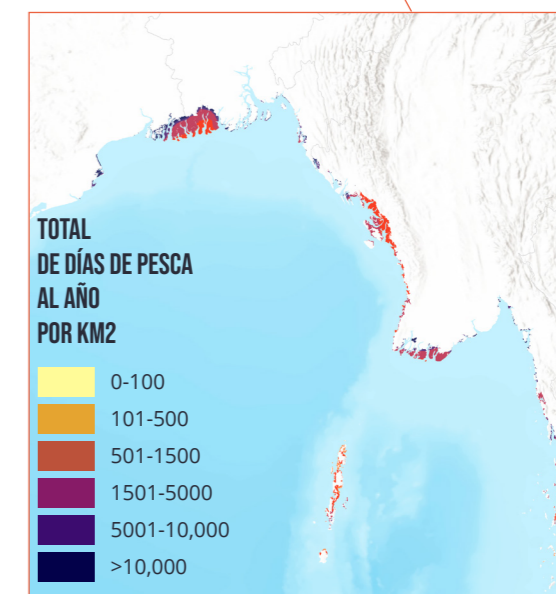 TOTAL
DE DÍAS DE PESCA
AL AÑO
POR KM2
0-100
101-500
501-1500
1501-5000
5001-10,000
>10,000